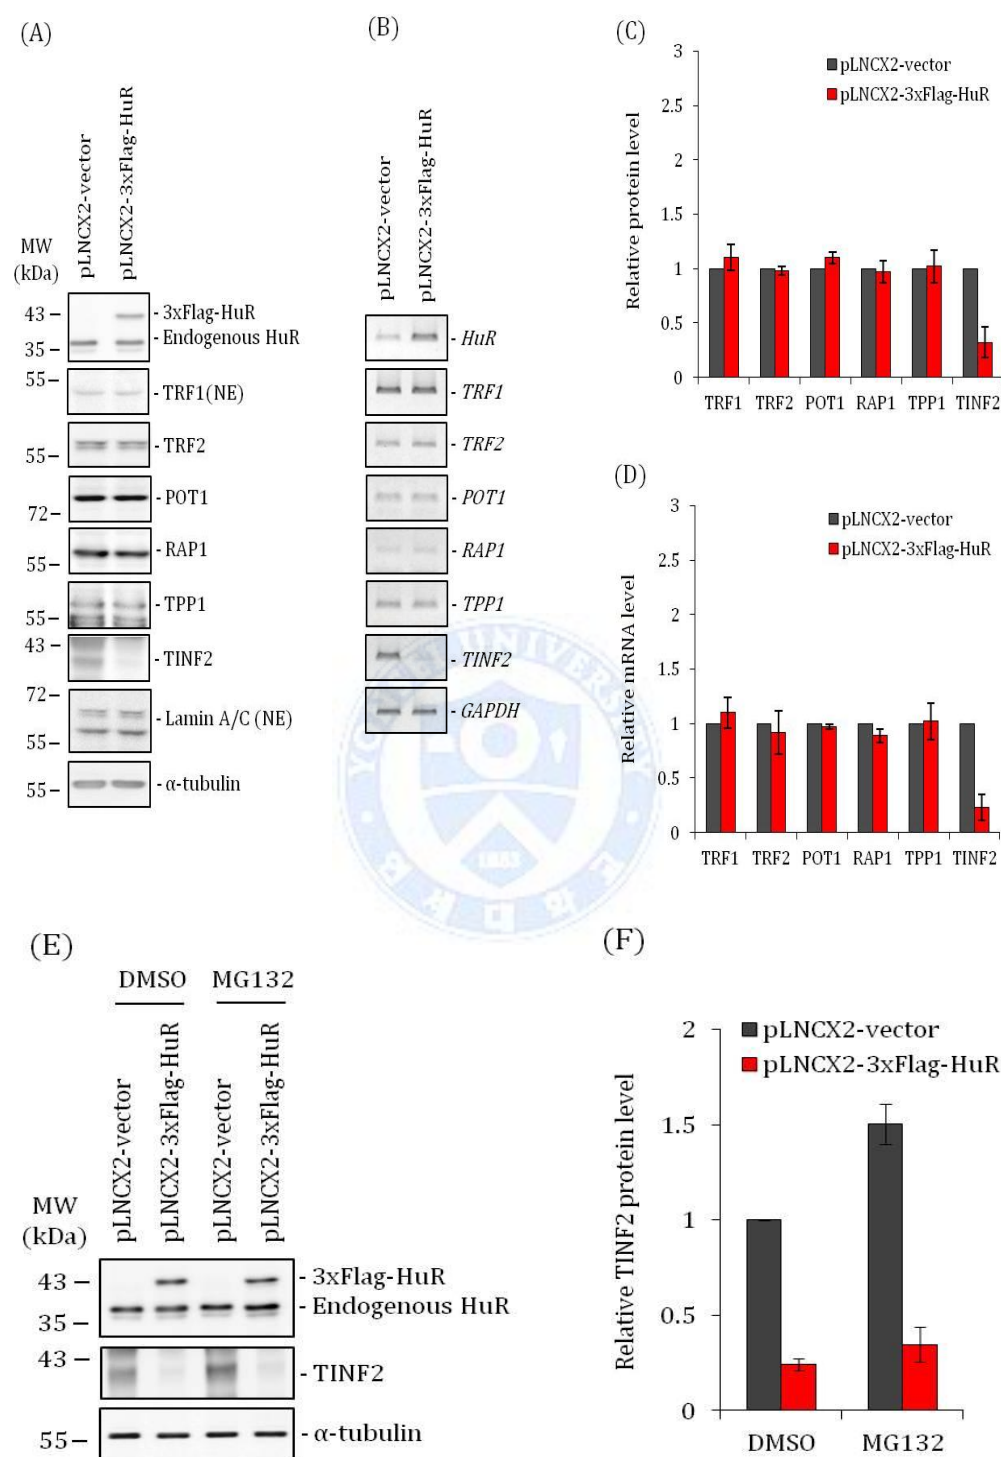 (A)
pLNCX2-vector
pLNCX2-3xFlag-HuR
MW
(kDa)
43 –
35 –
- 3xFlag-HuR
- Endogenous HuR
55 –
- TRF1(NE)
55 –
- TRF2
72 –
- POT1
55 –
- RAP1
55 –
- TPP1
43 –
- TINF2
72 –
55 –
- Lamin A/C (NE)
55 –
- α-tubulin
(B)
pLNCX2-vector
pLNCX2-3xFlag-HuR
- HuR
- TRF1
- TRF2
- POT1
- RAP1
- TPP1
- TINF2
- GAPDH
(C)
Relative protein level
3
2.5
2
1.5
1
0.5
0
pLNCX2-vector
pLNCX2-3xFlag-HuR
TRF1 TRF2 POT1 RAP1 TPP1 TINF2
(D)
Relative mRNA level
3
2.5
2
1.5
1
0.5
0
pLNCX2-vector
pLNCX2-3xFlag-HuR
TRF1 TRF2 POT1 RAP1 TPP1 TINF2
1885
(E)
DMSO MG132
pLNCX2-vector
pLNCX2-3xFlag-HuR
pLNCX2-vector
pLNCX2-3xFlag-HuR
MW
(kDa)
43 –
35 –
- 3xFlag-HuR
- Endogenous HuR
43 –
- TINF2
55 –
- α-tubulin
(F)
Relative TINF2 protein level
2
1.5
1
0.5
0
pLNCX2-vector
pLNCX2-3xFlag-HuR
DMSO MG132